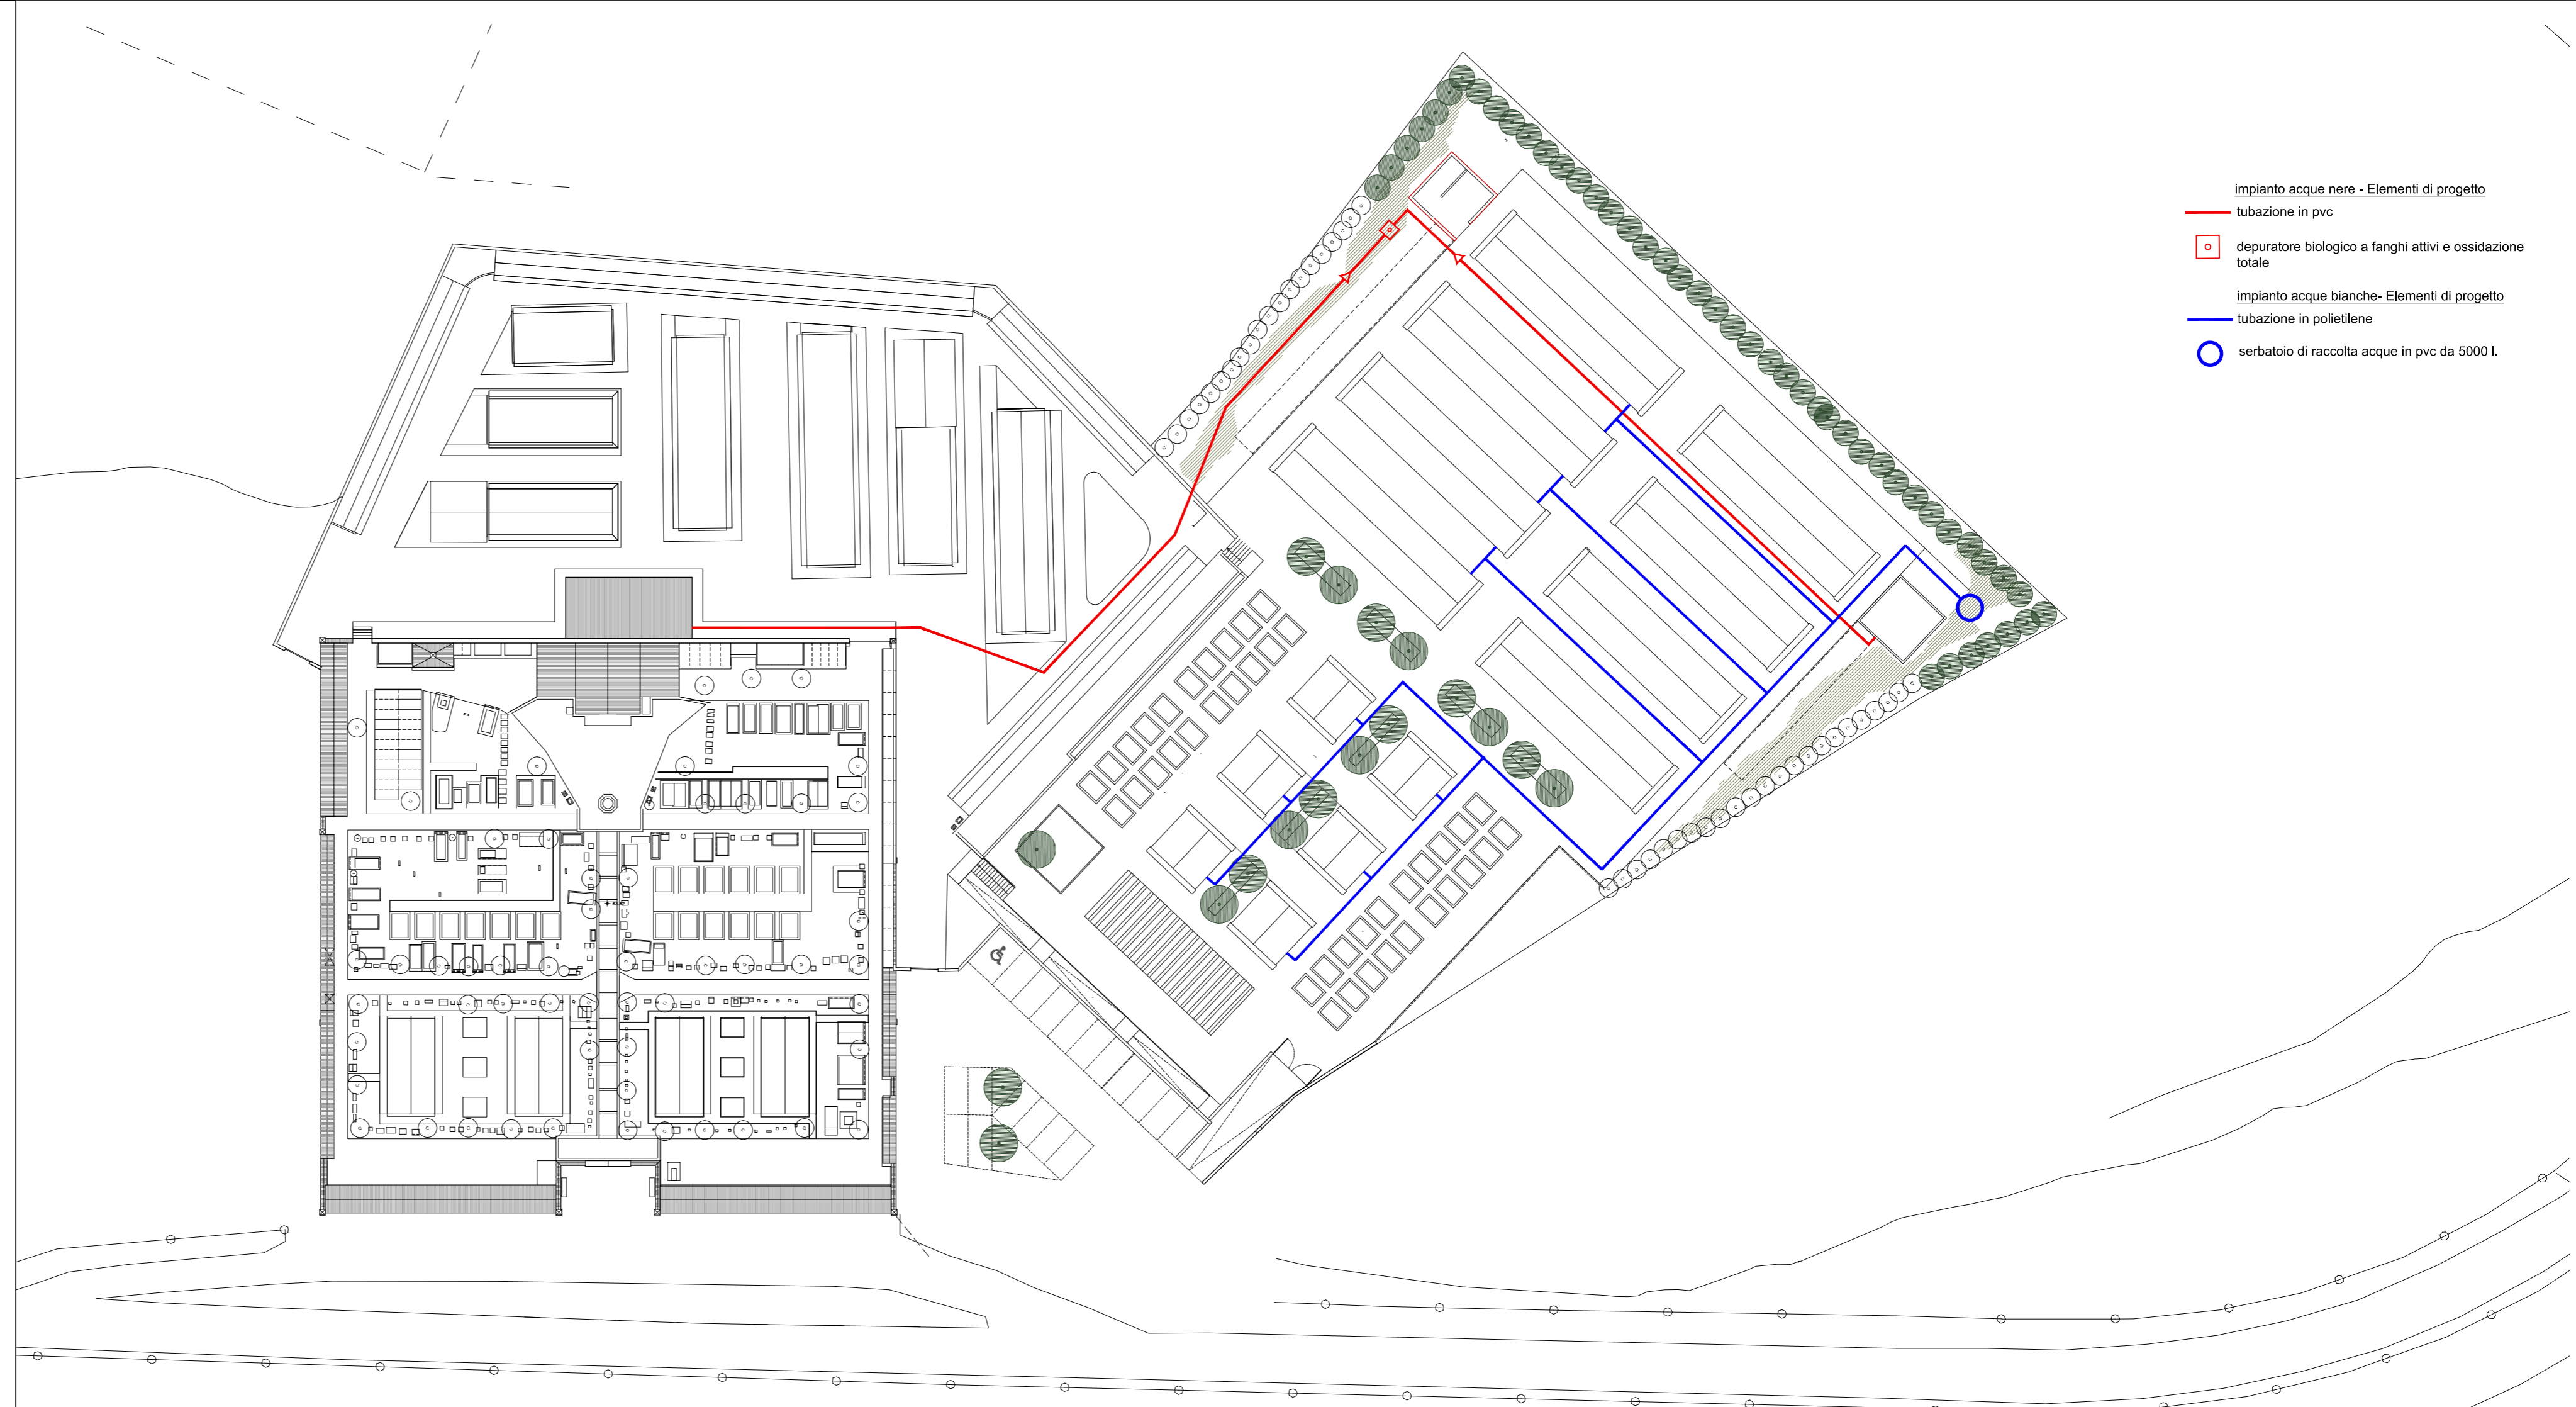 impianto acque nere - Elementi di progetto
tubazione in pvc
depuratore biologico a fanghi attivi e ossidazione
totale
impianto acque bianche- Elementi di progetto
tubazione in polietilene
serbatoio di raccolta acque in pvc da 5000 l.